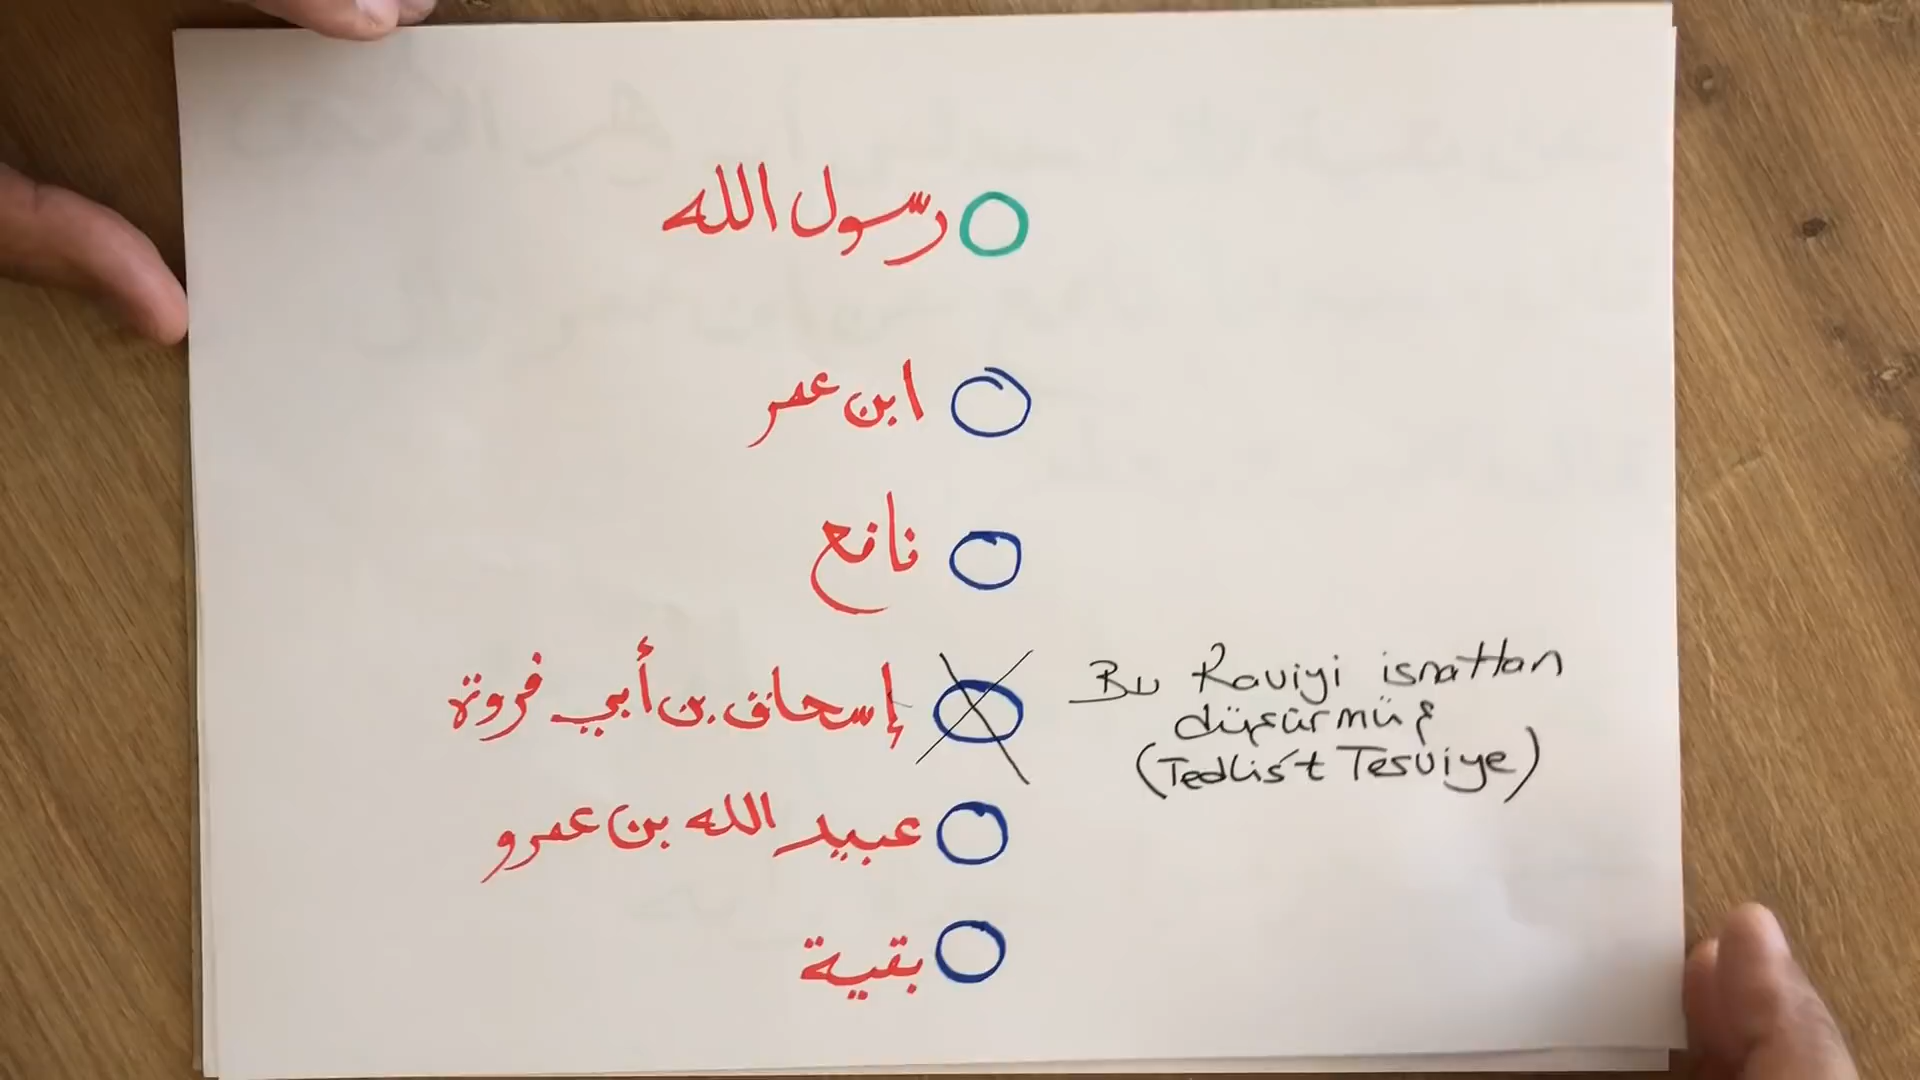 رسول الله
ابن عمر
نافع
إسحاق بن أبي فروة
Bu Raviyi isnattan
düşürmüş
(Tedlis't Tesviye)
عبيد الله بن عمرو
بقية